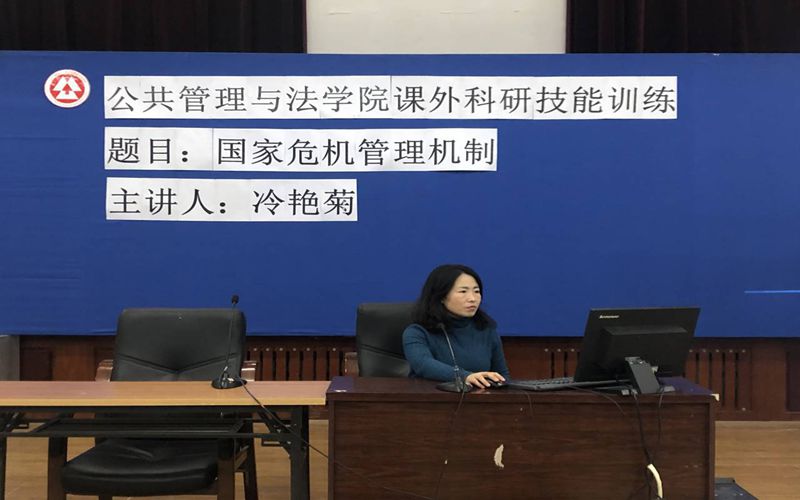 公共管理与法学院课外科研技能训练
题目：国家危机管理机制
主讲人：冷艳菊
lenovo